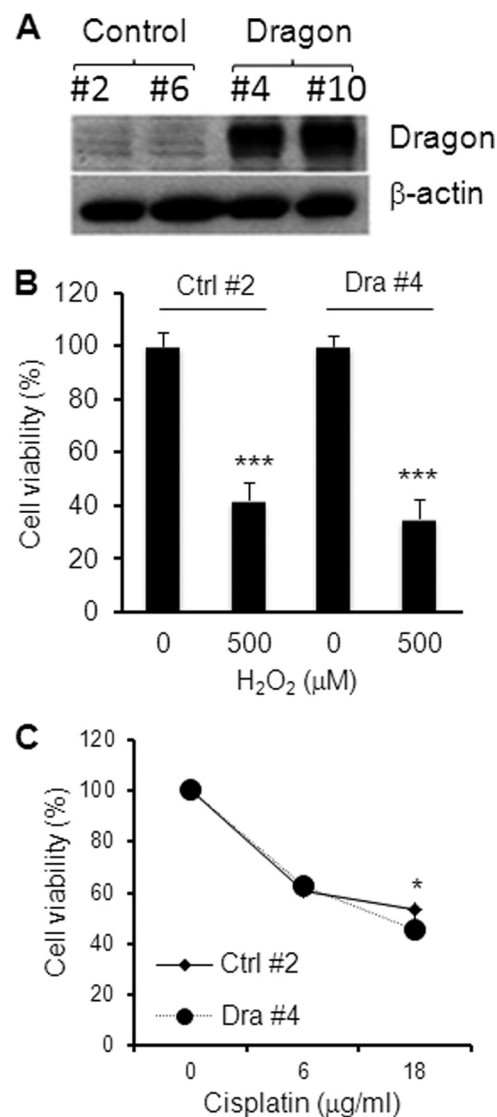 A
Control Dragon
#2 #6 #4 #10
Dragon
β-actin
B
Ctrl #2 Dra #4
Cell viability (%)
120
100
80
60
40
20
0
*** ***
0 500 0 500
H₂O₂ (µM)
C
Cell viability (%)
120
100
80
60
40
20
0
*
Ctrl #2
Dra #4
0 6 18
Cisplatin (µg/ml)